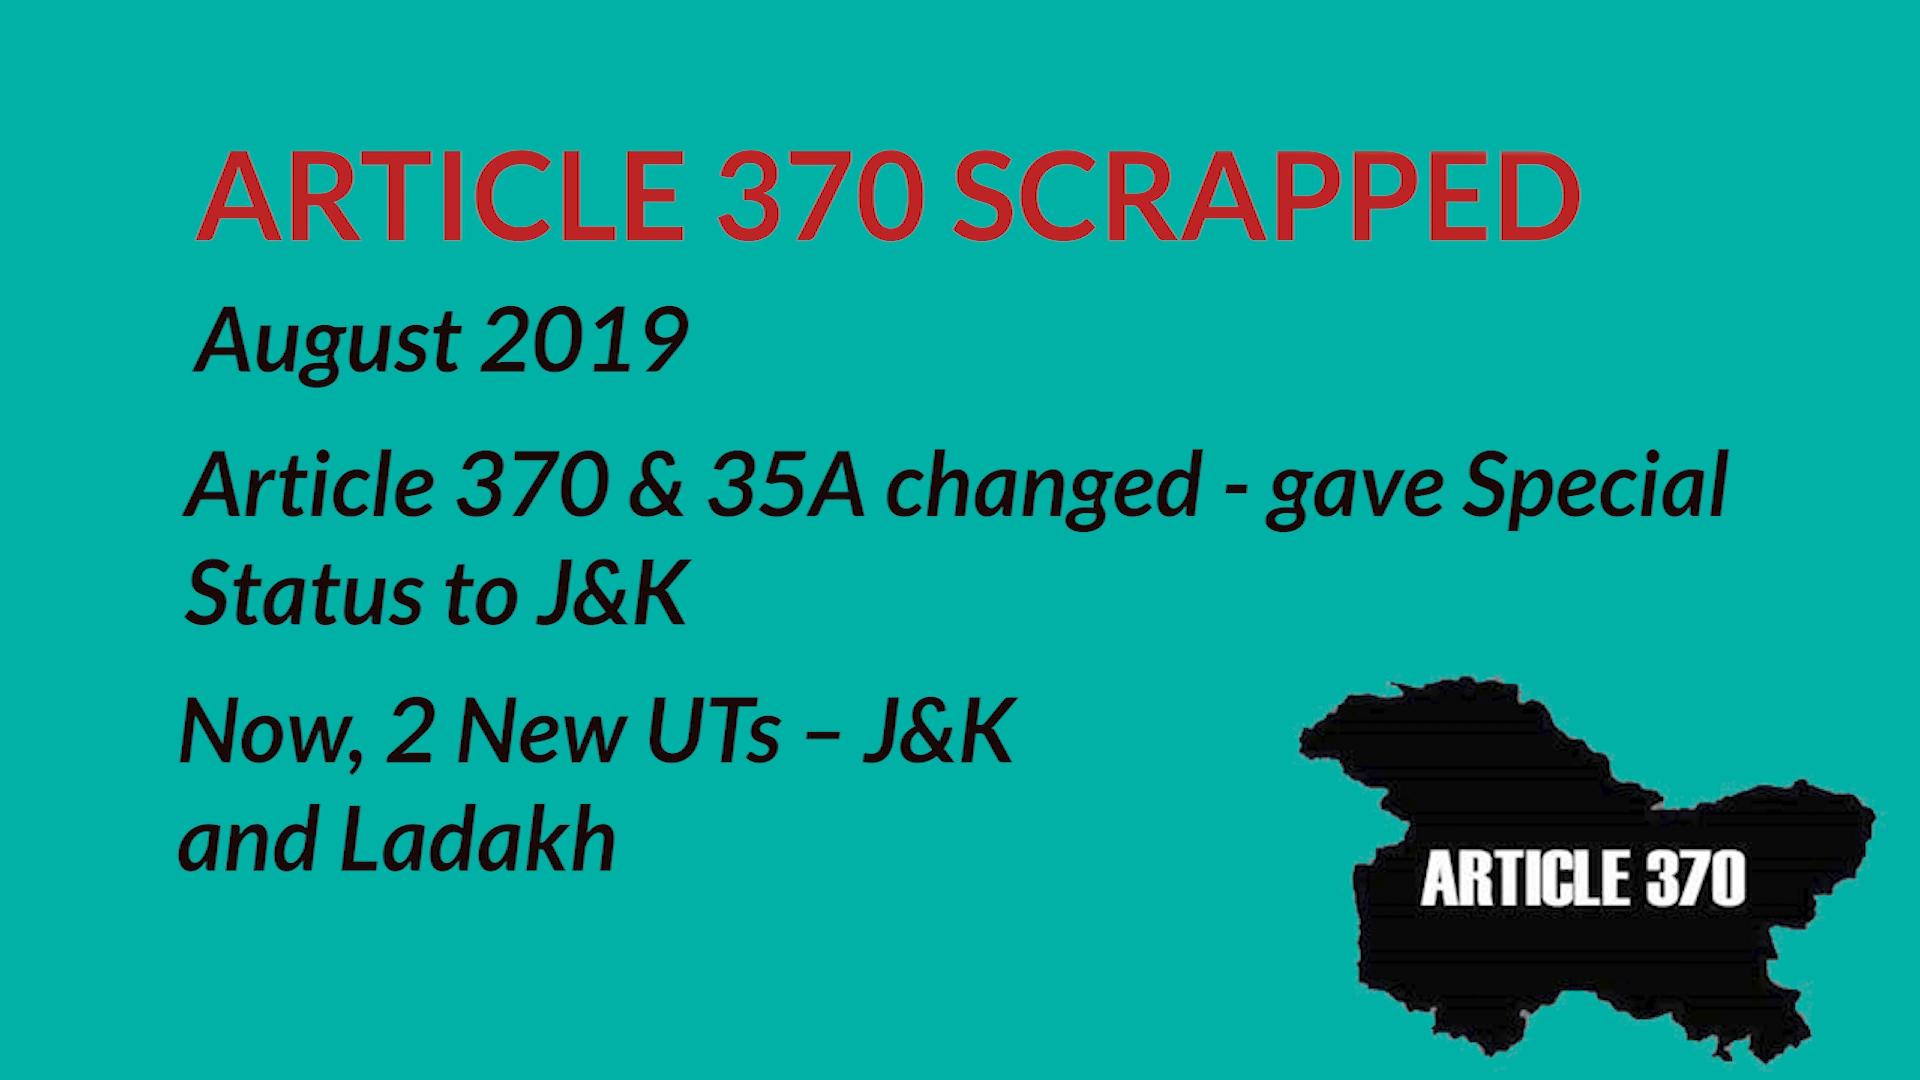 ARTICLE 370 SCRAPPED
August 2019
Article 370 & 35A changed - gave Special
Status to J&K
Now, 2 New UTs – J&K
and Ladakh
ARTICLE 370